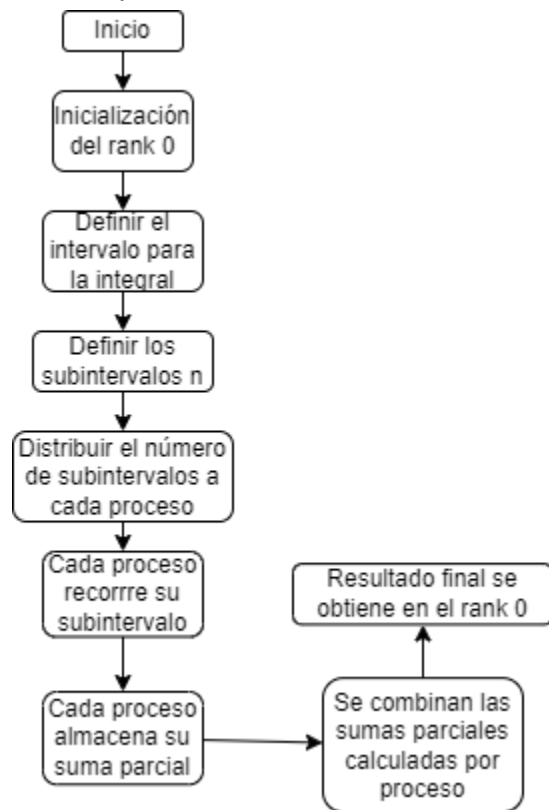 Inicio
Inicialización
del rank 0
Definir el
intervalo para
la integral
Definir los
subintervalos n
Distribuir el número
de subintervalos a
cada proceso
Cada proceso
recorrre su
subintervalo
Cada proceso
almacena su
suma parcial
Se combinan las
sumas parciales
calculadas por
proceso
Resultado final se
obtiene en el rank 0